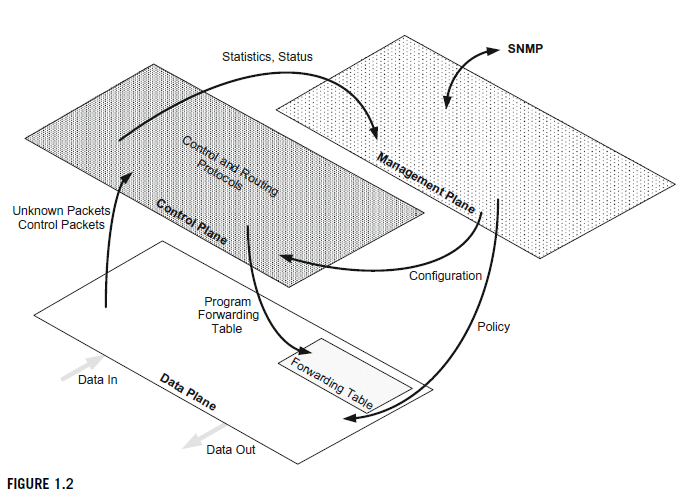 SNMP
Statistics, Status
Control and Routing
Protocols
Management Plane
Unknown Packets
Control Packets
Control Plane
Configuration
Program
Forwarding
Table
Policy
Forwarding Table
Data In
Data Plane
Data Out
FIGURE 1.2